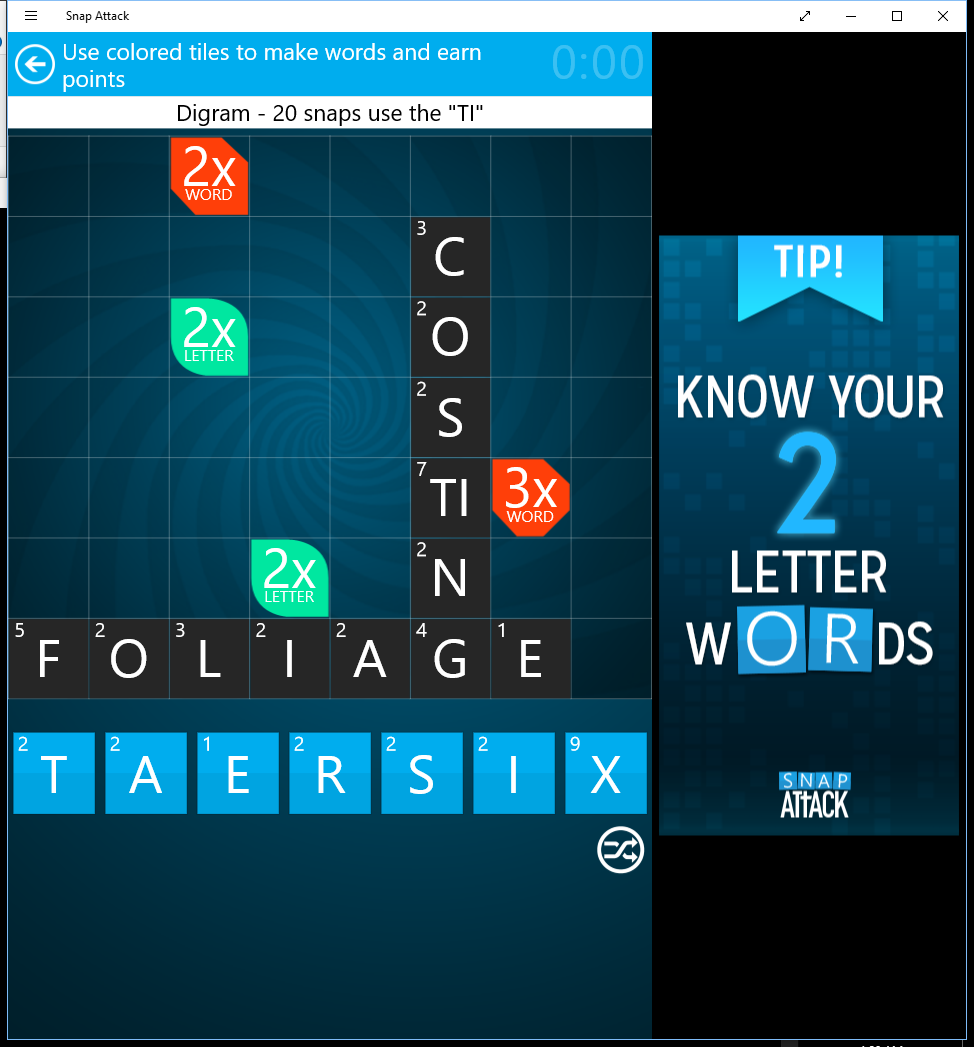 Snap Attack
Use colored tiles to make words and earn
points
0:00
Digram - 20 snaps use the "TI"
2x
WORD
3
C
2x
LETTER
2
O
2
S
7
TI
3x
WORD
2x
LETTER
2
N
5 2 3 2 2 4 1
F O L I A G E
2 2 1 2 2 2 9
T A E R S I X
TIP!
KNOW YOUR
2
LETTER
WORDS
SNAP
ATTACK